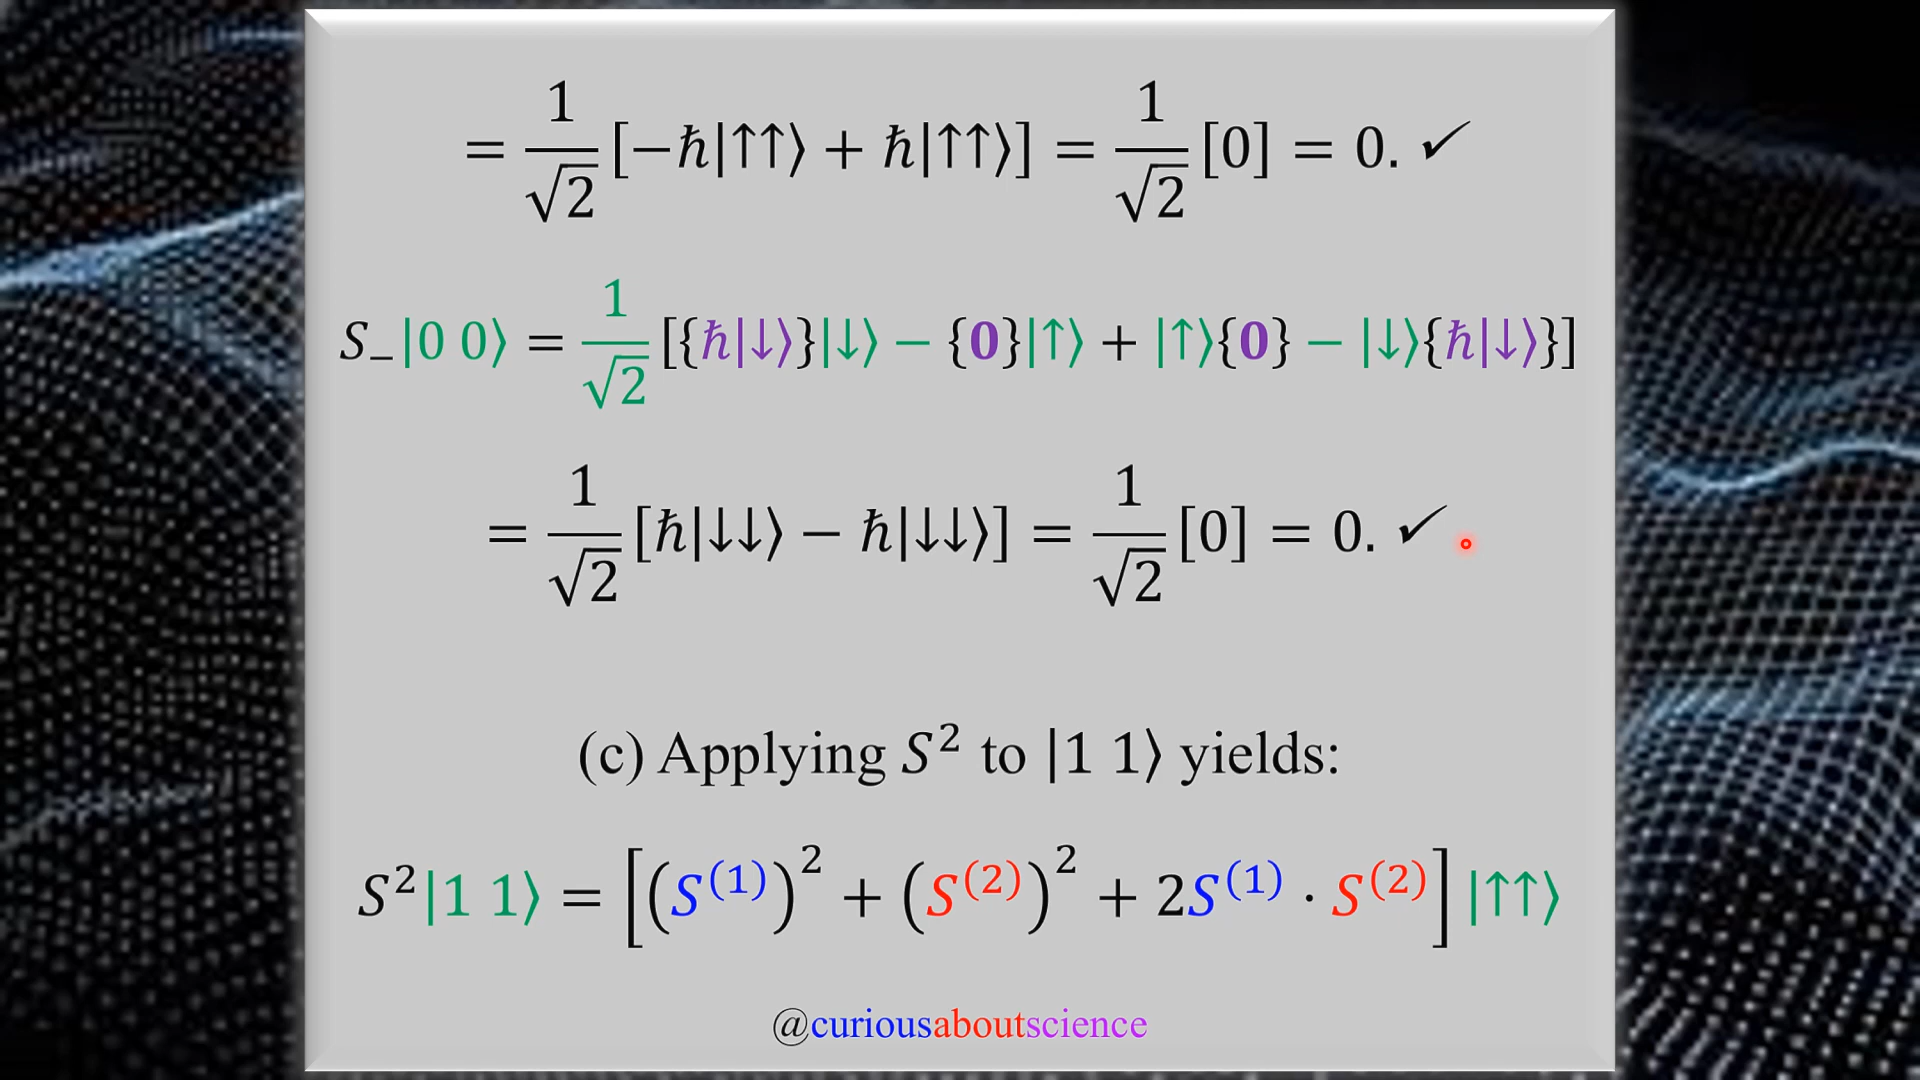 = 1/√2 [−ℏ|↑↑⟩ + ℏ|↑↑⟩] = 1/√2 [0] = 0. ✓
S₋|0 0⟩ = 1/√2 [{ℏ|↓⟩}|↓⟩ − {0}|↑⟩ + |↑⟩{0} − |↓⟩{ℏ|↓⟩}]
= 1/√2 [ℏ|↓↓⟩ − ℏ|↓↓⟩] = 1/√2 [0] = 0. ✓
(c) Applying S² to |1 1⟩ yields:
S²|1 1⟩ = [(S⁽¹⁾)² + (S⁽²⁾)² + 2S⁽¹⁾ · S⁽²⁾] |↑↑⟩
@curiousaboutscience